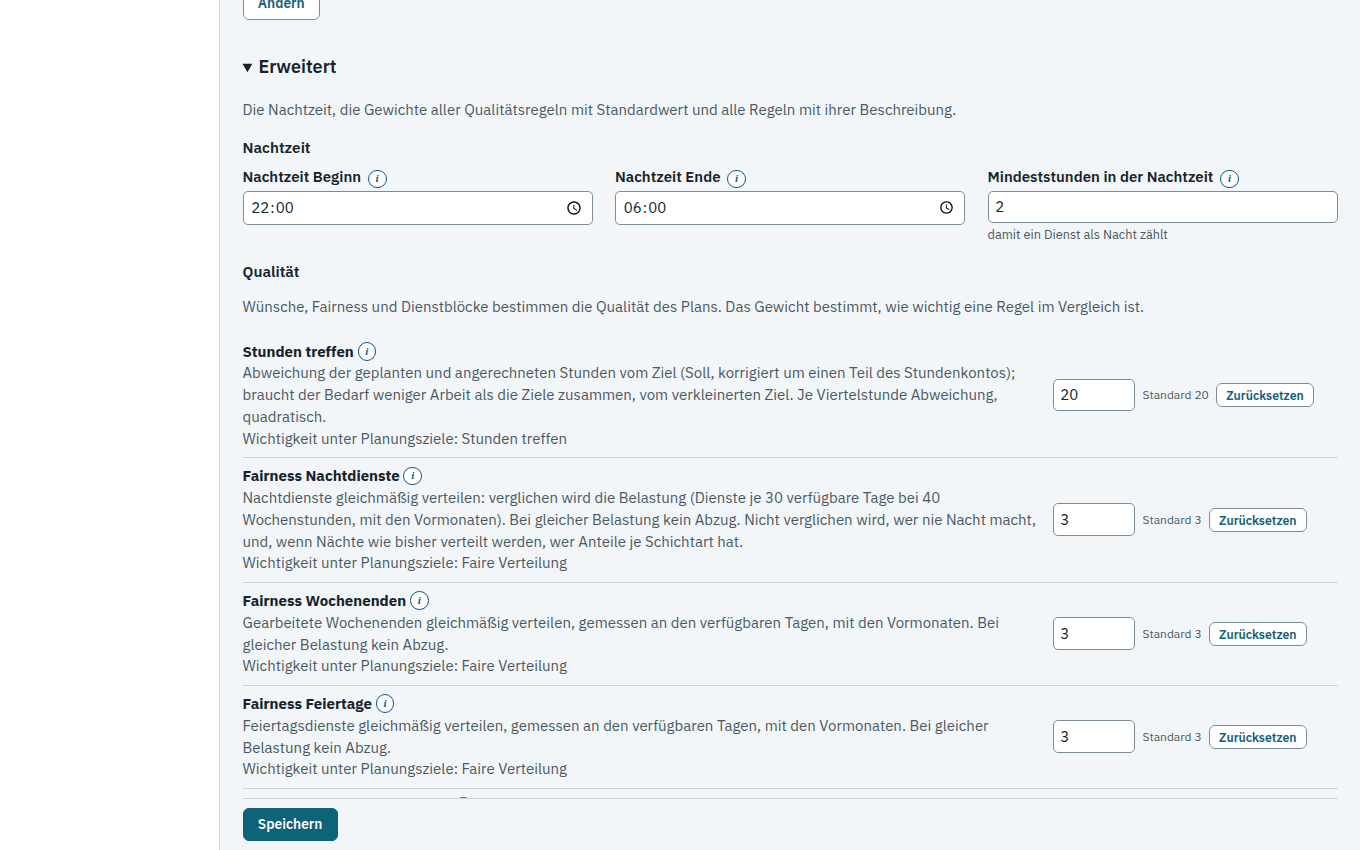 Ändern
▼ Erweitert
Die Nachtzeit, die Gewichte aller Qualitätsregeln mit Standardwert und alle Regeln mit ihrer Beschreibung.
Nachtzeit
Nachtzeit Beginn i Nachtzeit Ende i Mindeststunden in der Nachtzeit i
22:00 06:00 2
damit ein Dienst als Nacht zählt
Qualität
Wünsche, Fairness und Dienstblöcke bestimmen die Qualität des Plans. Das Gewicht bestimmt, wie wichtig eine Regel im Vergleich ist.
Stunden treffen i
Abweichung der geplanten und angerechneten Stunden vom Ziel (Soll, korrigiert um einen Teil des Stundenkontos);
braucht der Bedarf weniger Arbeit als die Ziele zusammen, vom verkleinerten Ziel. Je Viertelstunde Abweichung,
quadratisch.
Wichtigkeit unter Planungsziele: Stunden treffen
20 Standard 20 Zurücksetzen
Fairness Nachtdienste i
Nachtdienste gleichmäßig verteilen: verglichen wird die Belastung (Dienste je 30 verfügbare Tage bei 40
Wochenstunden, mit den Vormonaten). Bei gleicher Belastung kein Abzug. Nicht verglichen wird, wer nie Nacht macht,
und, wenn Nächte wie bisher verteilt werden, wer Anteile je Schichtart hat.
Wichtigkeit unter Planungsziele: Faire Verteilung
3 Standard 3 Zurücksetzen
Fairness Wochenenden i
Gearbeitete Wochenenden gleichmäßig verteilen, gemessen an den verfügbaren Tagen, mit den Vormonaten. Bei
gleicher Belastung kein Abzug.
Wichtigkeit unter Planungsziele: Faire Verteilung
3 Standard 3 Zurücksetzen
Fairness Feiertage i
Feiertagsdienste gleichmäßig verteilen, gemessen an den verfügbaren Tagen, mit den Vormonaten. Bei gleicher
Belastung kein Abzug.
Wichtigkeit unter Planungsziele: Faire Verteilung
3 Standard 3 Zurücksetzen
Speichern